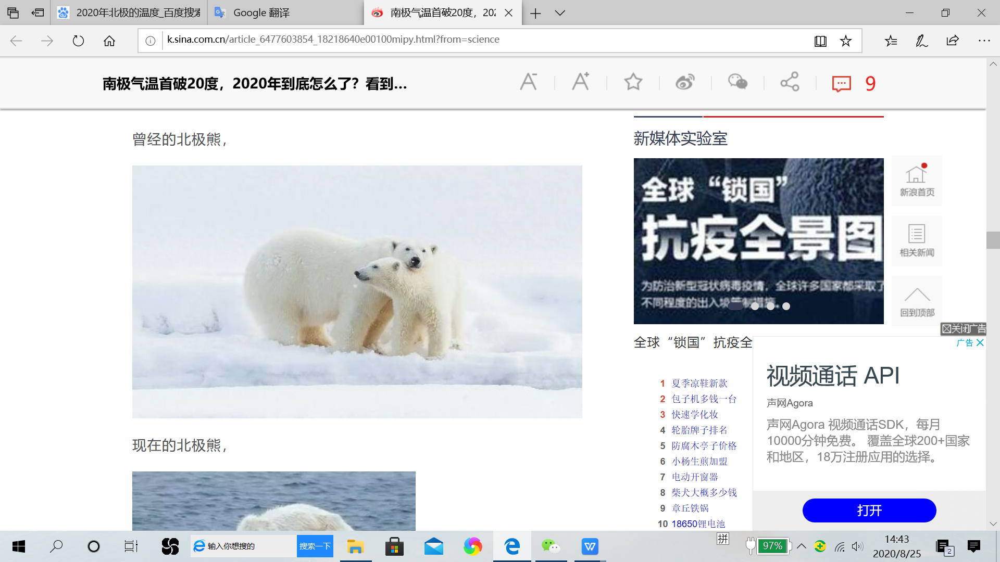 2020年北极的温度_百度搜索
Google 翻译
南极气温首破20度，202
k.sina.com.cn/article_6477603854_18218640e00100mipy.html?from=science
南极气温首破20度，2020年到底怎么了？看到...
9
曾经的北极熊，
现在的北极熊，
新媒体实验室
全球“锁国”
抗疫全景图
为防治新型冠状病毒疫情，全球许多国家都采取了
不同程度的出入境管制措施。
全球“锁国”抗疫全
新浪首页
相关新闻
回到顶部
关闭广告
广告
1 夏季凉鞋新款
2 包子机多钱一台
3 快速学化妆
4 轮胎牌子排名
5 防腐木亭子价格
6 小杨生煎加盟
7 电动开窗器
8 柴犬大概多少钱
9 章丘铁锅
10 18650锂电池
视频通话 API
声网Agora
声网Agora 视频通话SDK，每月
10000分钟免费。 覆盖全球200+国家
和地区，18万注册应用的选择。
打开
输入你想搜的
搜索一下
拼
97%
14:43
2020/8/25
2